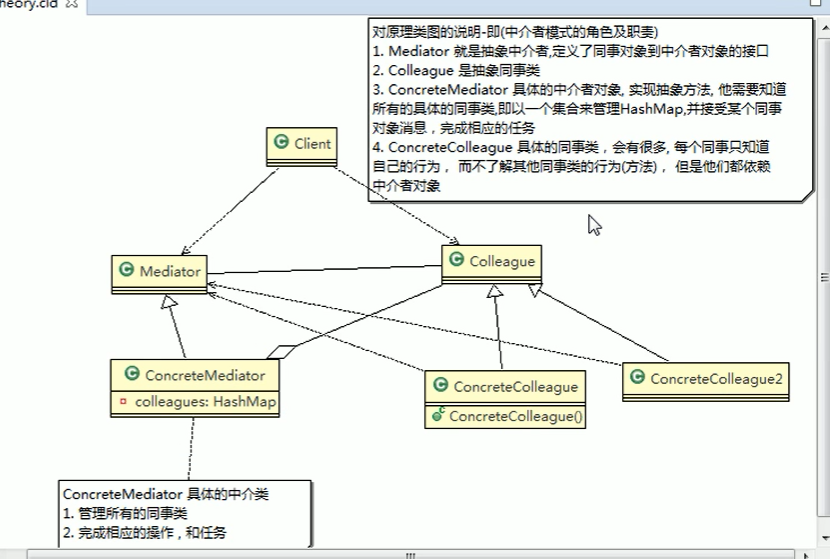 heory.cld
对原理类图的说明-即(中介者模式的角色及职责)
1. Mediator 就是抽象中介者,定义了同事对象到中介者对象的接口
2. Colleague 是抽象同事类
3. ConcreteMediator 具体的中介者对象, 实现抽象方法, 他需要知道
所有的具体的同事类,即以一个集合来管理HashMap,并接受某个同事
对象消息，完成相应的任务
4. ConcreteColleague 具体的同事类，会有很多, 每个同事只知道
自己的行为， 而不了解其他同事类的行为(方法)， 但是他们都依赖
中介者对象
Client
Mediator
Colleague
ConcreteMediator
colleagues: HashMap
ConcreteColleague
ConcreteColleague()
ConcreteColleague2
ConcreteMediator 具体的中介类
1. 管理所有的同事类
2. 完成相应的操作，和任务